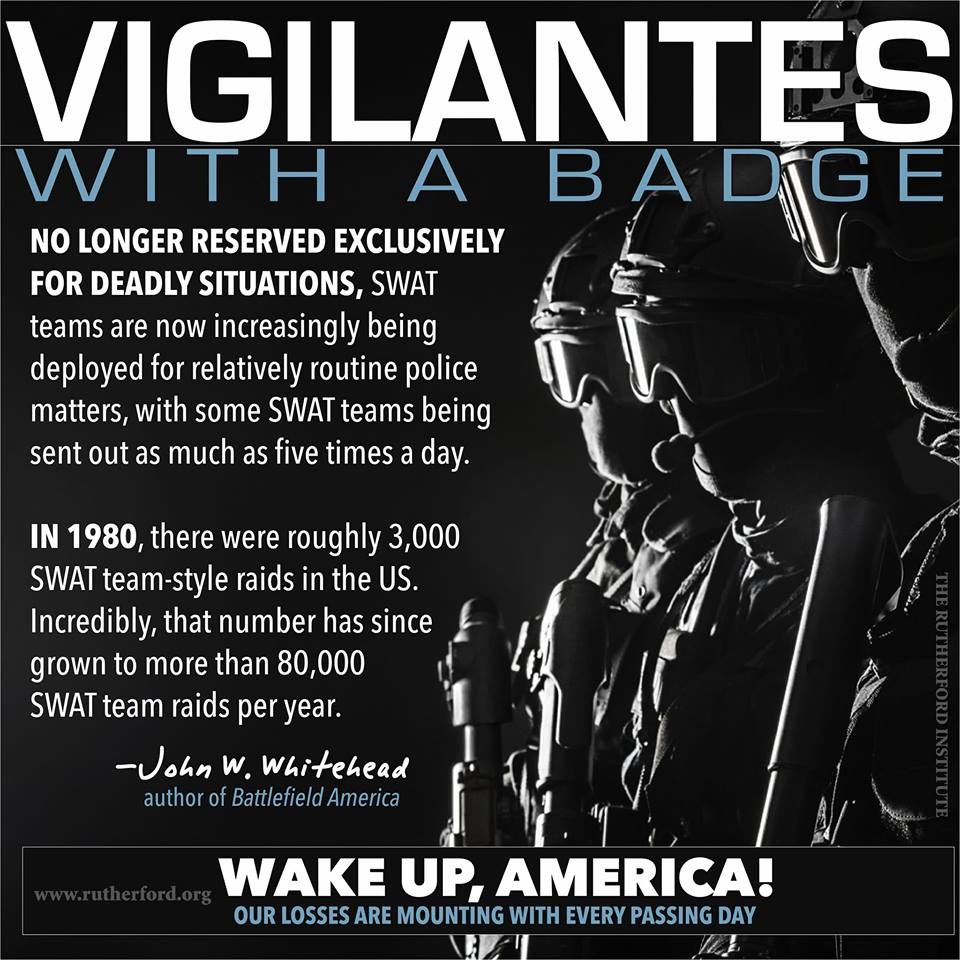 VIGILANTES
WITH A BADGE
NO LONGER RESERVED EXCLUSIVELY
FOR DEADLY SITUATIONS, SWAT
teams are now increasingly being
deployed for relatively routine police
matters, with some SWAT teams being
sent out as much as five times a day.
IN 1980, there were roughly 3,000
SWAT team-style raids in the US.
Incredibly, that number has since
grown to more than 80,000
SWAT team raids per year.
—John W. Whitehead
author of Battlefield America
THE RUTHERFORD INSTITUTE
www.rutherford.org
WAKE UP, AMERICA!
OUR LOSSES ARE MOUNTING WITH EVERY PASSING DAY